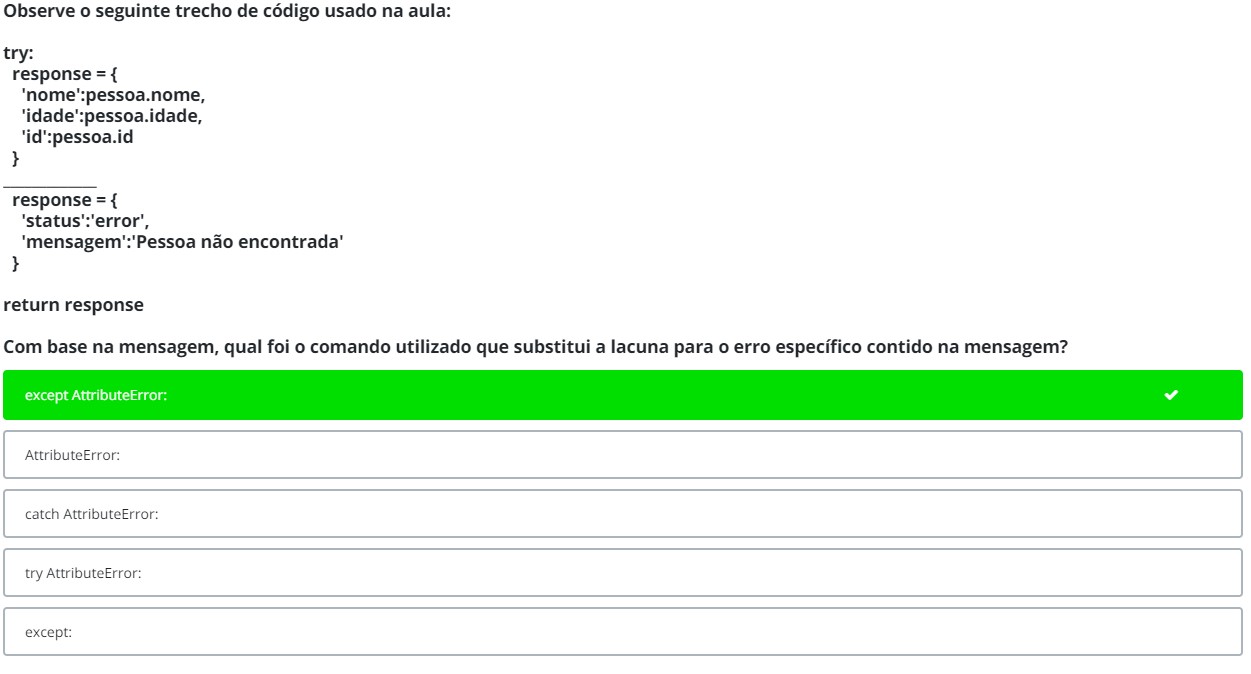 Observe o seguinte trecho de código usado na aula:
try:
response = {
'nome':pessoa.nome,
'idade':pessoa.idade,
'id':pessoa.id
}
____________
response = {
'status':'error',
'mensagem':'Pessoa não encontrada'
}
return response
Com base na mensagem, qual foi o comando utilizado que substitui a lacuna para o erro específico contido na mensagem?
except AttributeError:
AttributeError:
catch AttributeError:
try AttributeError:
except: